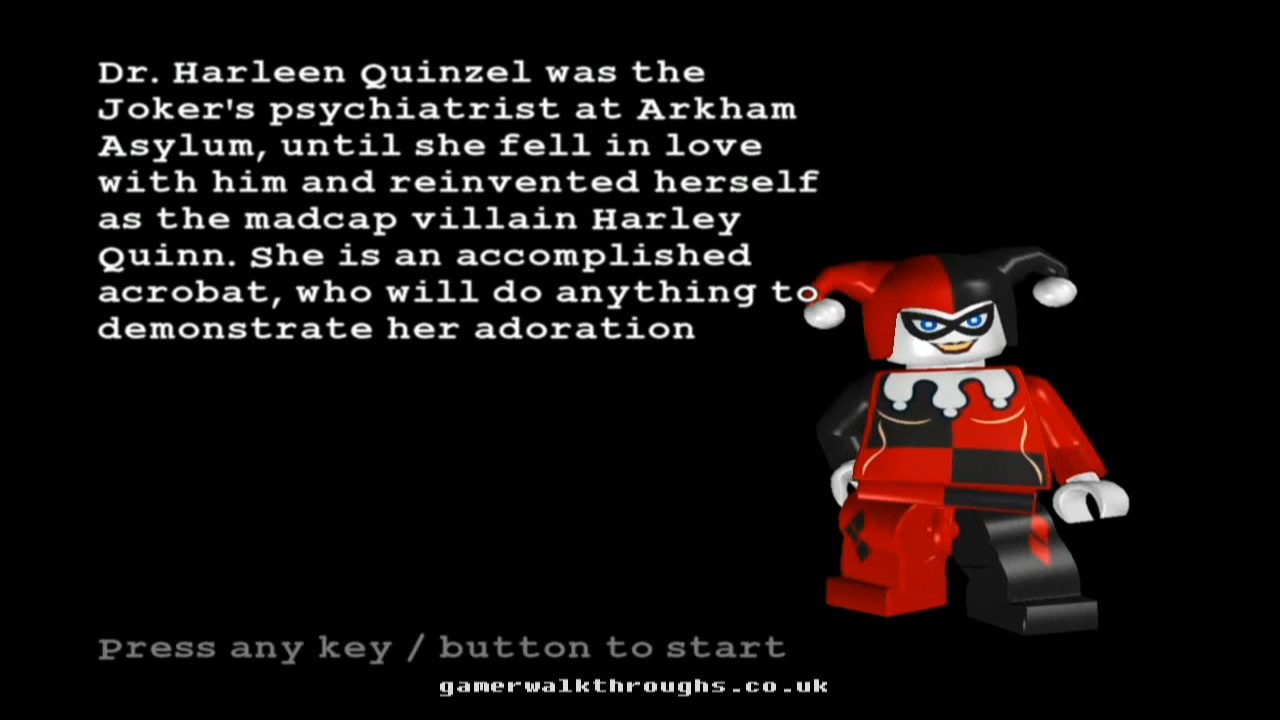 Dr. Harleen Quinzel was the
Joker's psychiatrist at Arkham
Asylum, until she fell in love
with him and reinvented herself
as the madcap villain Harley
Quinn. She is an accomplished
acrobat, who will do anything to
demonstrate her adoration
Press any key / button to start
gamerwalkthroughs.co.uk